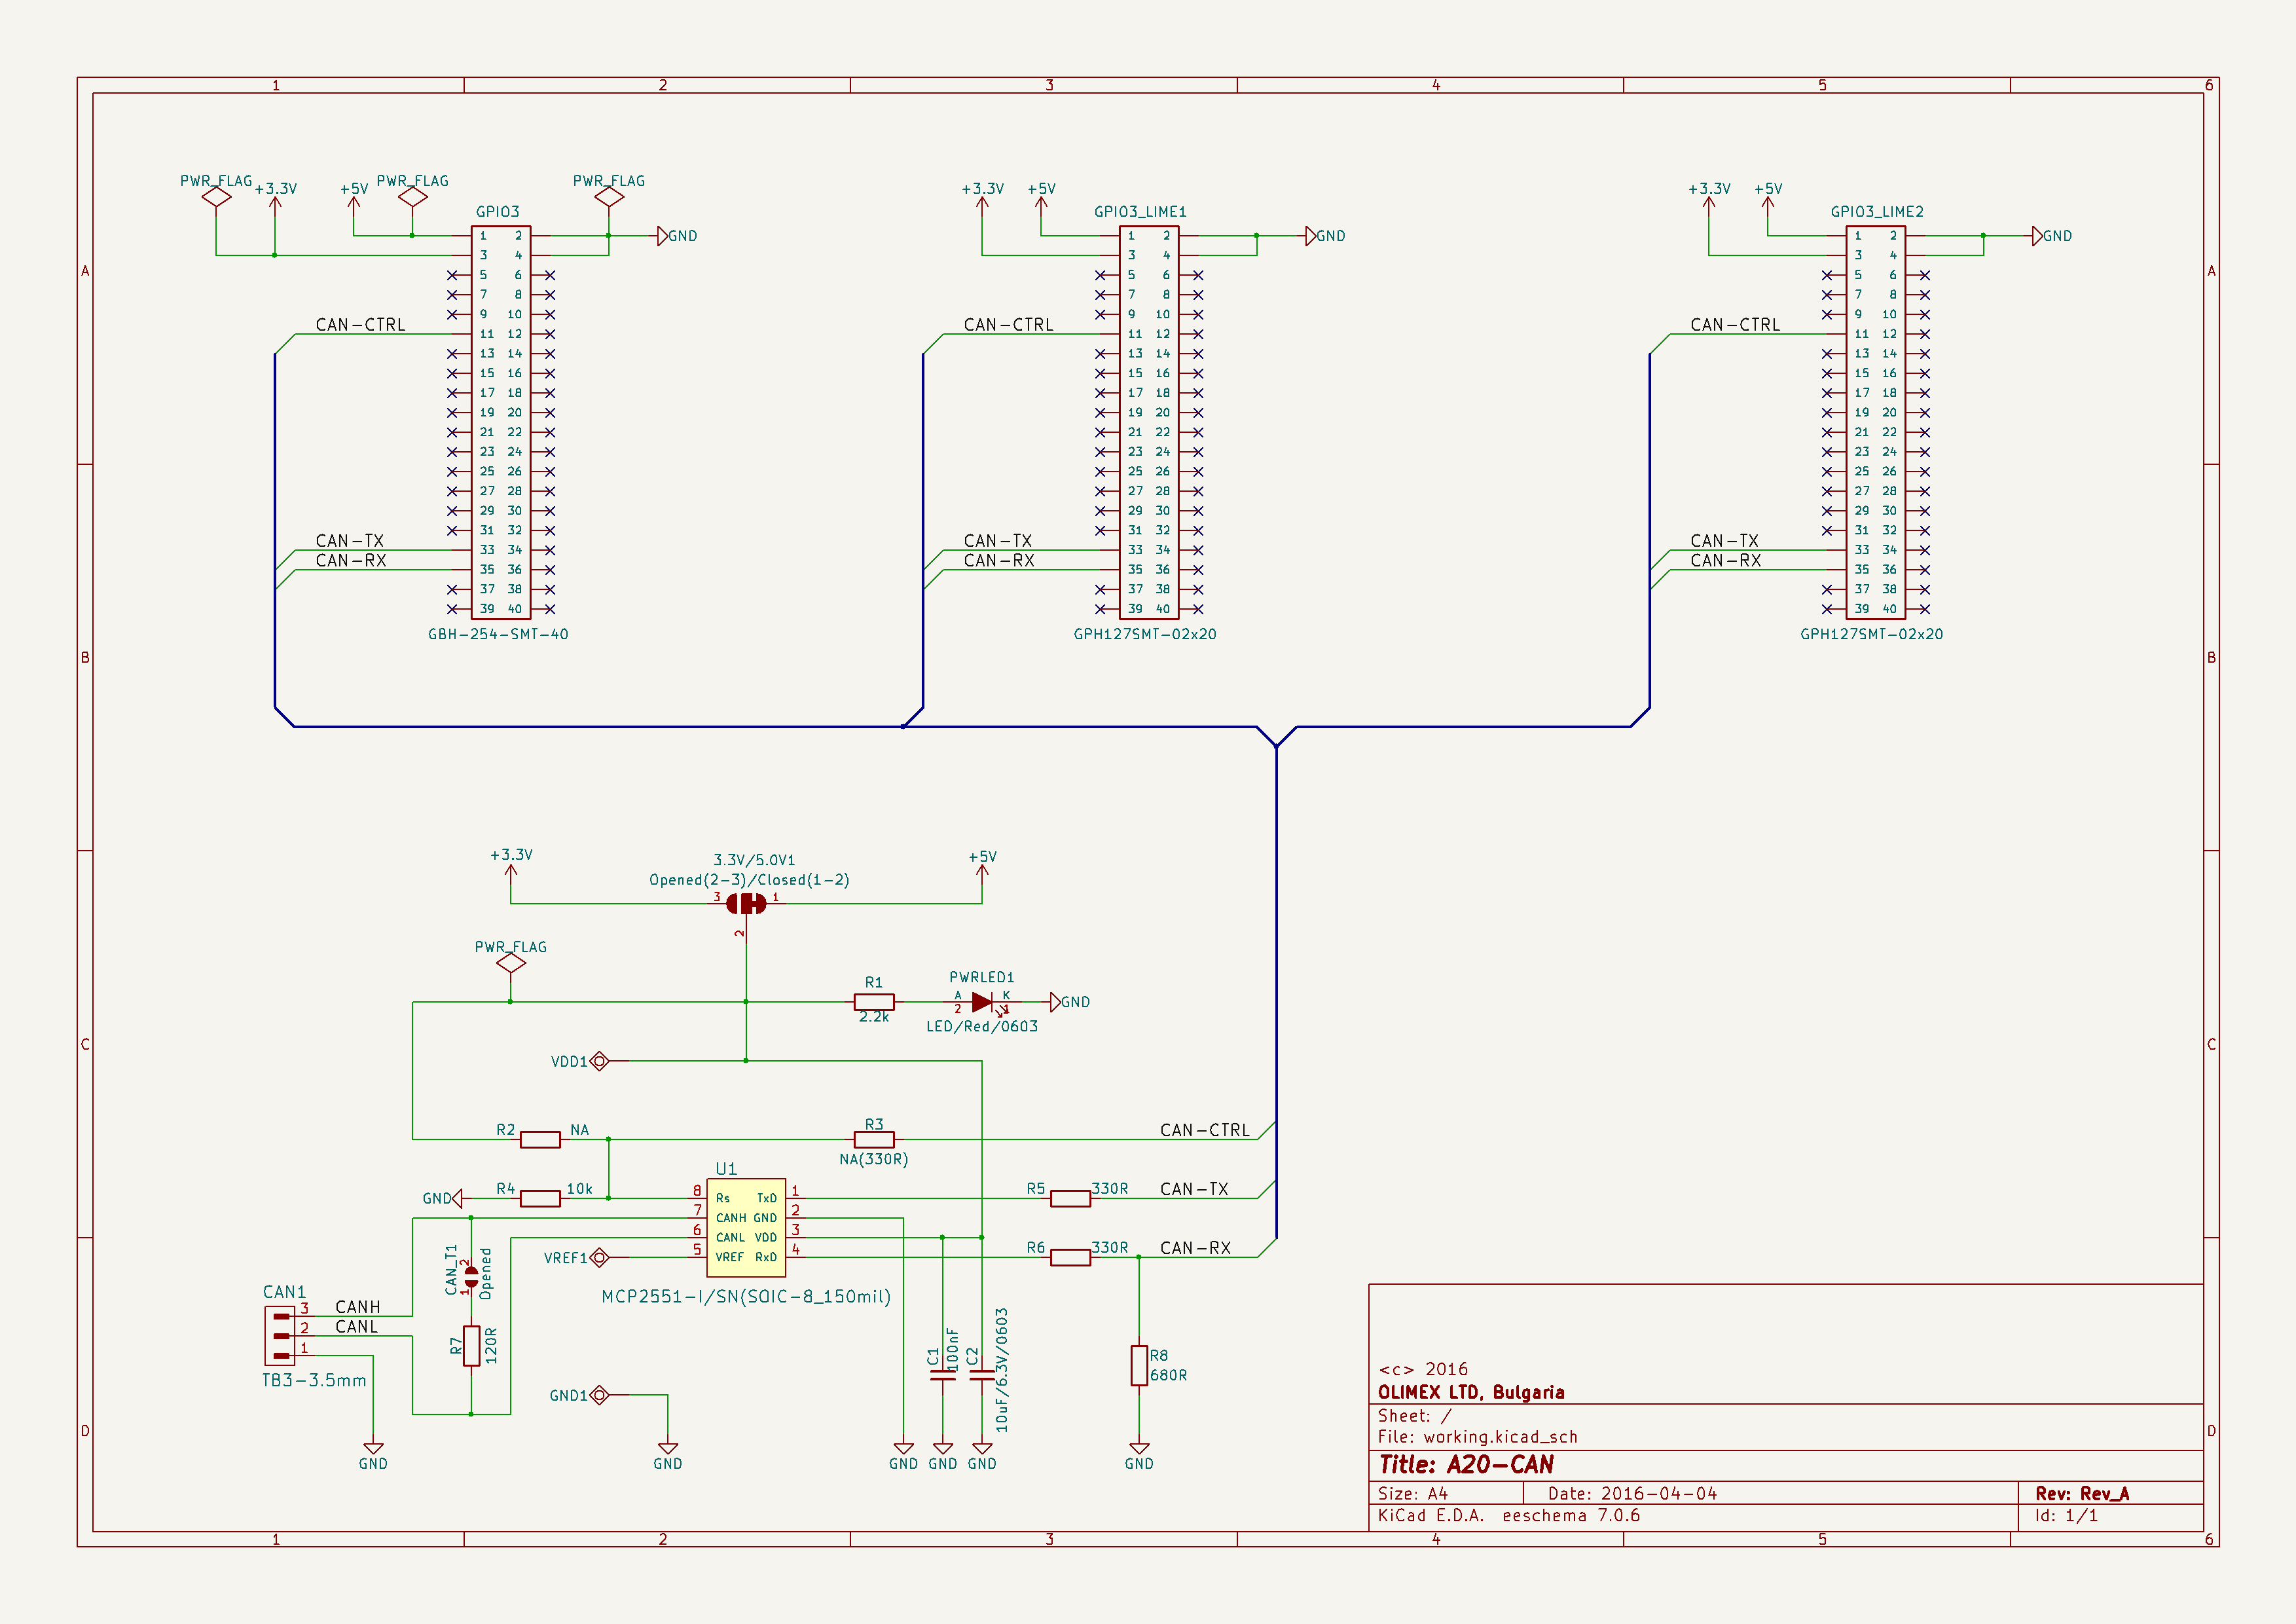 1 2 3 4 5 6
PWR_FLAG +3.3V +5V PWR_FLAG PWR_FLAG
GPIO3
GND
1 2
3 4
5 6
7 8
9 10
CAN-CTRL
11 12
13 14
15 16
17 18
19 20
21 22
23 24
25 26
27 28
29 30
31 32
CAN-TX
33 34
CAN-RX
35 36
37 38
39 40
GBH-254-SMT-40
+3.3V +5V
GPIO3_LIME1
GND
1 2
3 4
5 6
7 8
9 10
CAN-CTRL
11 12
13 14
15 16
17 18
19 20
21 22
23 24
25 26
27 28
29 30
31 32
CAN-TX
33 34
CAN-RX
35 36
37 38
39 40
GPH127SMT-02x20
+3.3V +5V
GPIO3_LIME2
GND
1 2
3 4
5 6
7 8
9 10
CAN-CTRL
11 12
13 14
15 16
17 18
19 20
21 22
23 24
25 26
27 28
29 30
31 32
CAN-TX
33 34
CAN-RX
35 36
37 38
39 40
GPH127SMT-02x20
A A
B B
C C
D D
+3.3V
3.3V/5.0V1
Opened(2-3)/Closed(1-2)
+5V
3 1
2
PWR_FLAG
R1
2.2k
PWRLED1
A K
2 1
LED/Red/0603
GND
VDD1
R2 NA
R3
NA(330R)
CAN-CTRL
U1
GND R4 10k
8 Rs TxD 1
7 CANH GND 2
6 CANL VDD 3
5 VREF RxD 4
MCP2551-I/SN(SOIC-8_150mil)
R5 330R CAN-TX
R6 330R CAN-RX
VREF1
CAN_T1
Opened
2
1
R7
120R
CAN1
3 CANH
2 CANL
1
TB3-3.5mm
GND1
C1
100nF
C2
10uF/6.3V/0603
R8
680R
GND GND GND GND GND GND
<c> 2016
OLIMEX LTD, Bulgaria
Sheet: /
File: working.kicad_sch
Title: A20-CAN
Size: A4 Date: 2016-04-04 Rev: Rev_A
KiCad E.D.A. eeschema 7.0.6 Id: 1/1
1 2 3 4 5 6